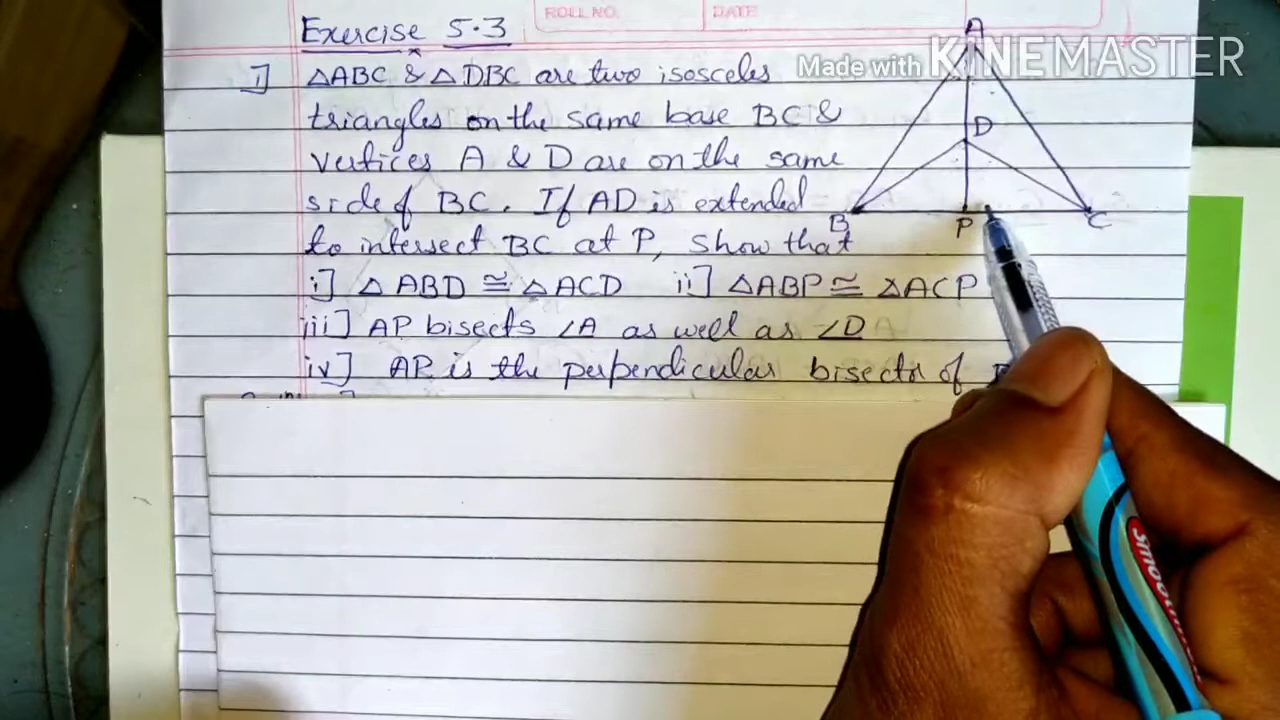 ROLL NO. DATE
Exercise 5.3
1] △ABC & △DBC are two isosceles
triangles on the same base BC &
vertices A & D are on the same
side of BC. If AD is extended
to intersect BC at P, show that
i] △ABD ≅ △ACD ii] △ABP ≅ △ACP
iii] AP bisects ∠A as well as ∠D
iv] AP is the perpendicular bisector of
Made with KINEMASTER
A
D
B
P
C
smooth